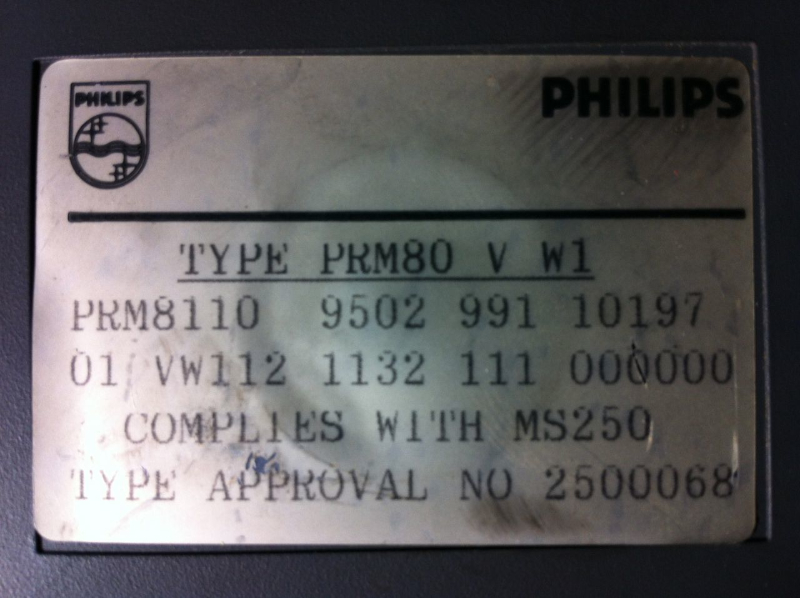 PHILIPS PHILIPS
TYPE PRM80 V W1
PRM8110 9502 991 10197
01 VW112 1132 111 000000
COMPLIES WITH MS250
TYPE APPROVAL NO 2500068